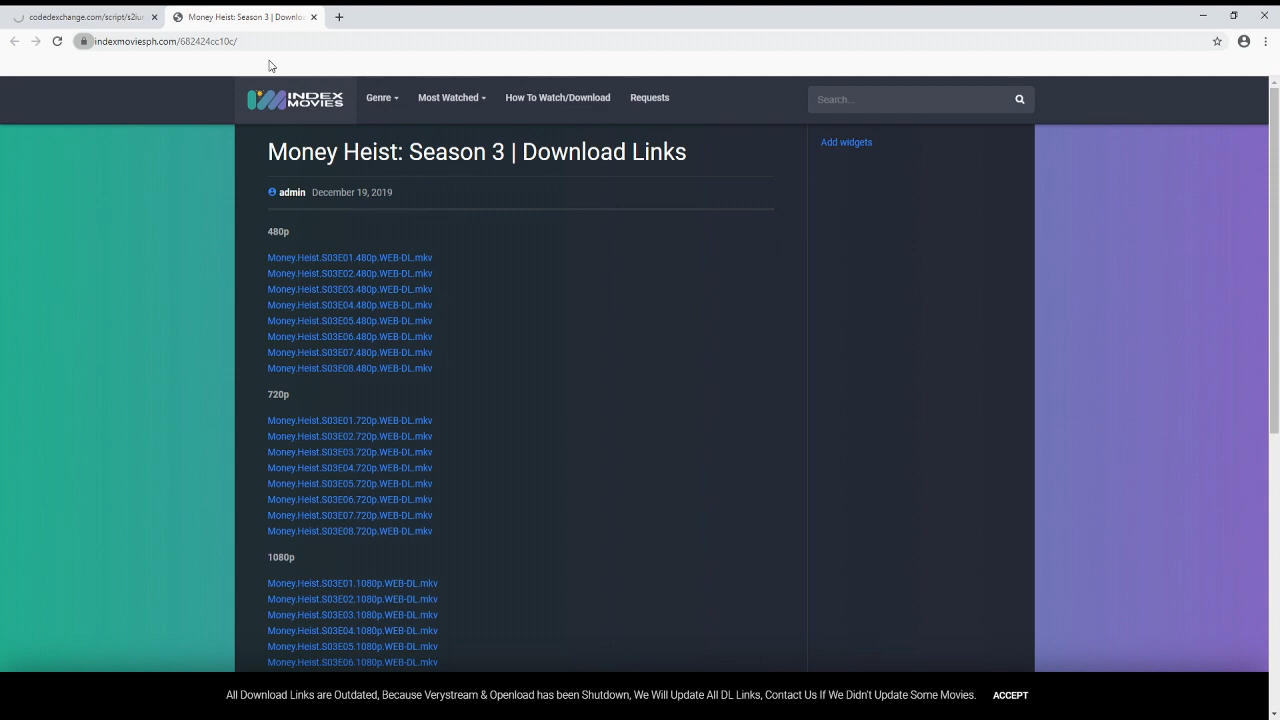 codedexchange.com/script/s2iur
Money Heist: Season 3 | Downloa
indexmoviesph.com/682424cc10c/
INDEX MOVIES
Genre
Most Watched
How To Watch/Download
Requests
Search...
Money Heist: Season 3 | Download Links
Add widgets
admin December 19, 2019
480p
Money.Heist.S03E01.480p.WEB-DL.mkv
Money.Heist.S03E02.480p.WEB-DL.mkv
Money.Heist.S03E03.480p.WEB-DL.mkv
Money.Heist.S03E04.480p.WEB-DL.mkv
Money.Heist.S03E05.480p.WEB-DL.mkv
Money.Heist.S03E06.480p.WEB-DL.mkv
Money.Heist.S03E07.480p.WEB-DL.mkv
Money.Heist.S03E08.480p.WEB-DL.mkv
720p
Money.Heist.S03E01.720p.WEB-DL.mkv
Money.Heist.S03E02.720p.WEB-DL.mkv
Money.Heist.S03E03.720p.WEB-DL.mkv
Money.Heist.S03E04.720p.WEB-DL.mkv
Money.Heist.S03E05.720p.WEB-DL.mkv
Money.Heist.S03E06.720p.WEB-DL.mkv
Money.Heist.S03E07.720p.WEB-DL.mkv
Money.Heist.S03E08.720p.WEB-DL.mkv
1080p
Money.Heist.S03E01.1080p.WEB-DL.mkv
Money.Heist.S03E02.1080p.WEB-DL.mkv
Money.Heist.S03E03.1080p.WEB-DL.mkv
Money.Heist.S03E04.1080p.WEB-DL.mkv
Money.Heist.S03E05.1080p.WEB-DL.mkv
Money.Heist.S03E06.1080p.WEB-DL.mkv
All Download Links are Outdated, Because Verystream & Openload has been Shutdown, We Will Update All DL Links, Contact Us If We Didn't Update Some Movies. ACCEPT